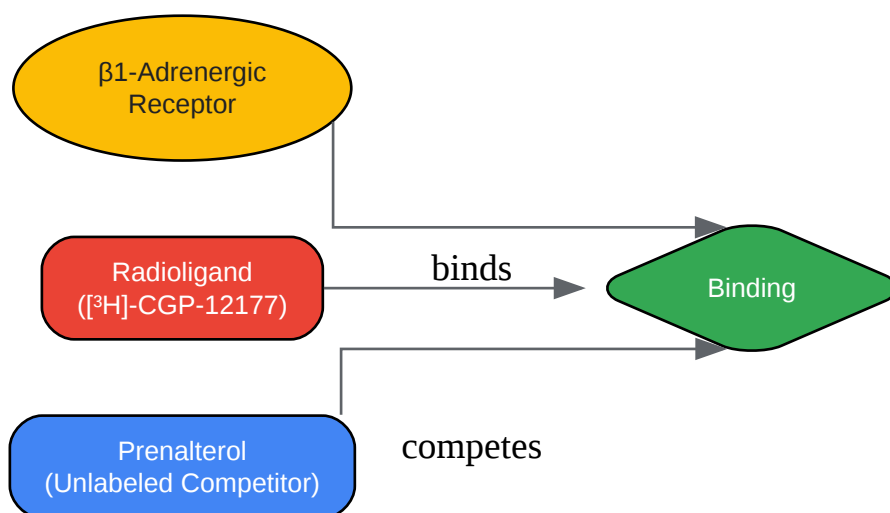 β1-Adrenergic
Receptor
binds
Radioligand
([³H]-CGP-12177)
Binding
Prenalterol
(Unlabeled Competitor)
competes